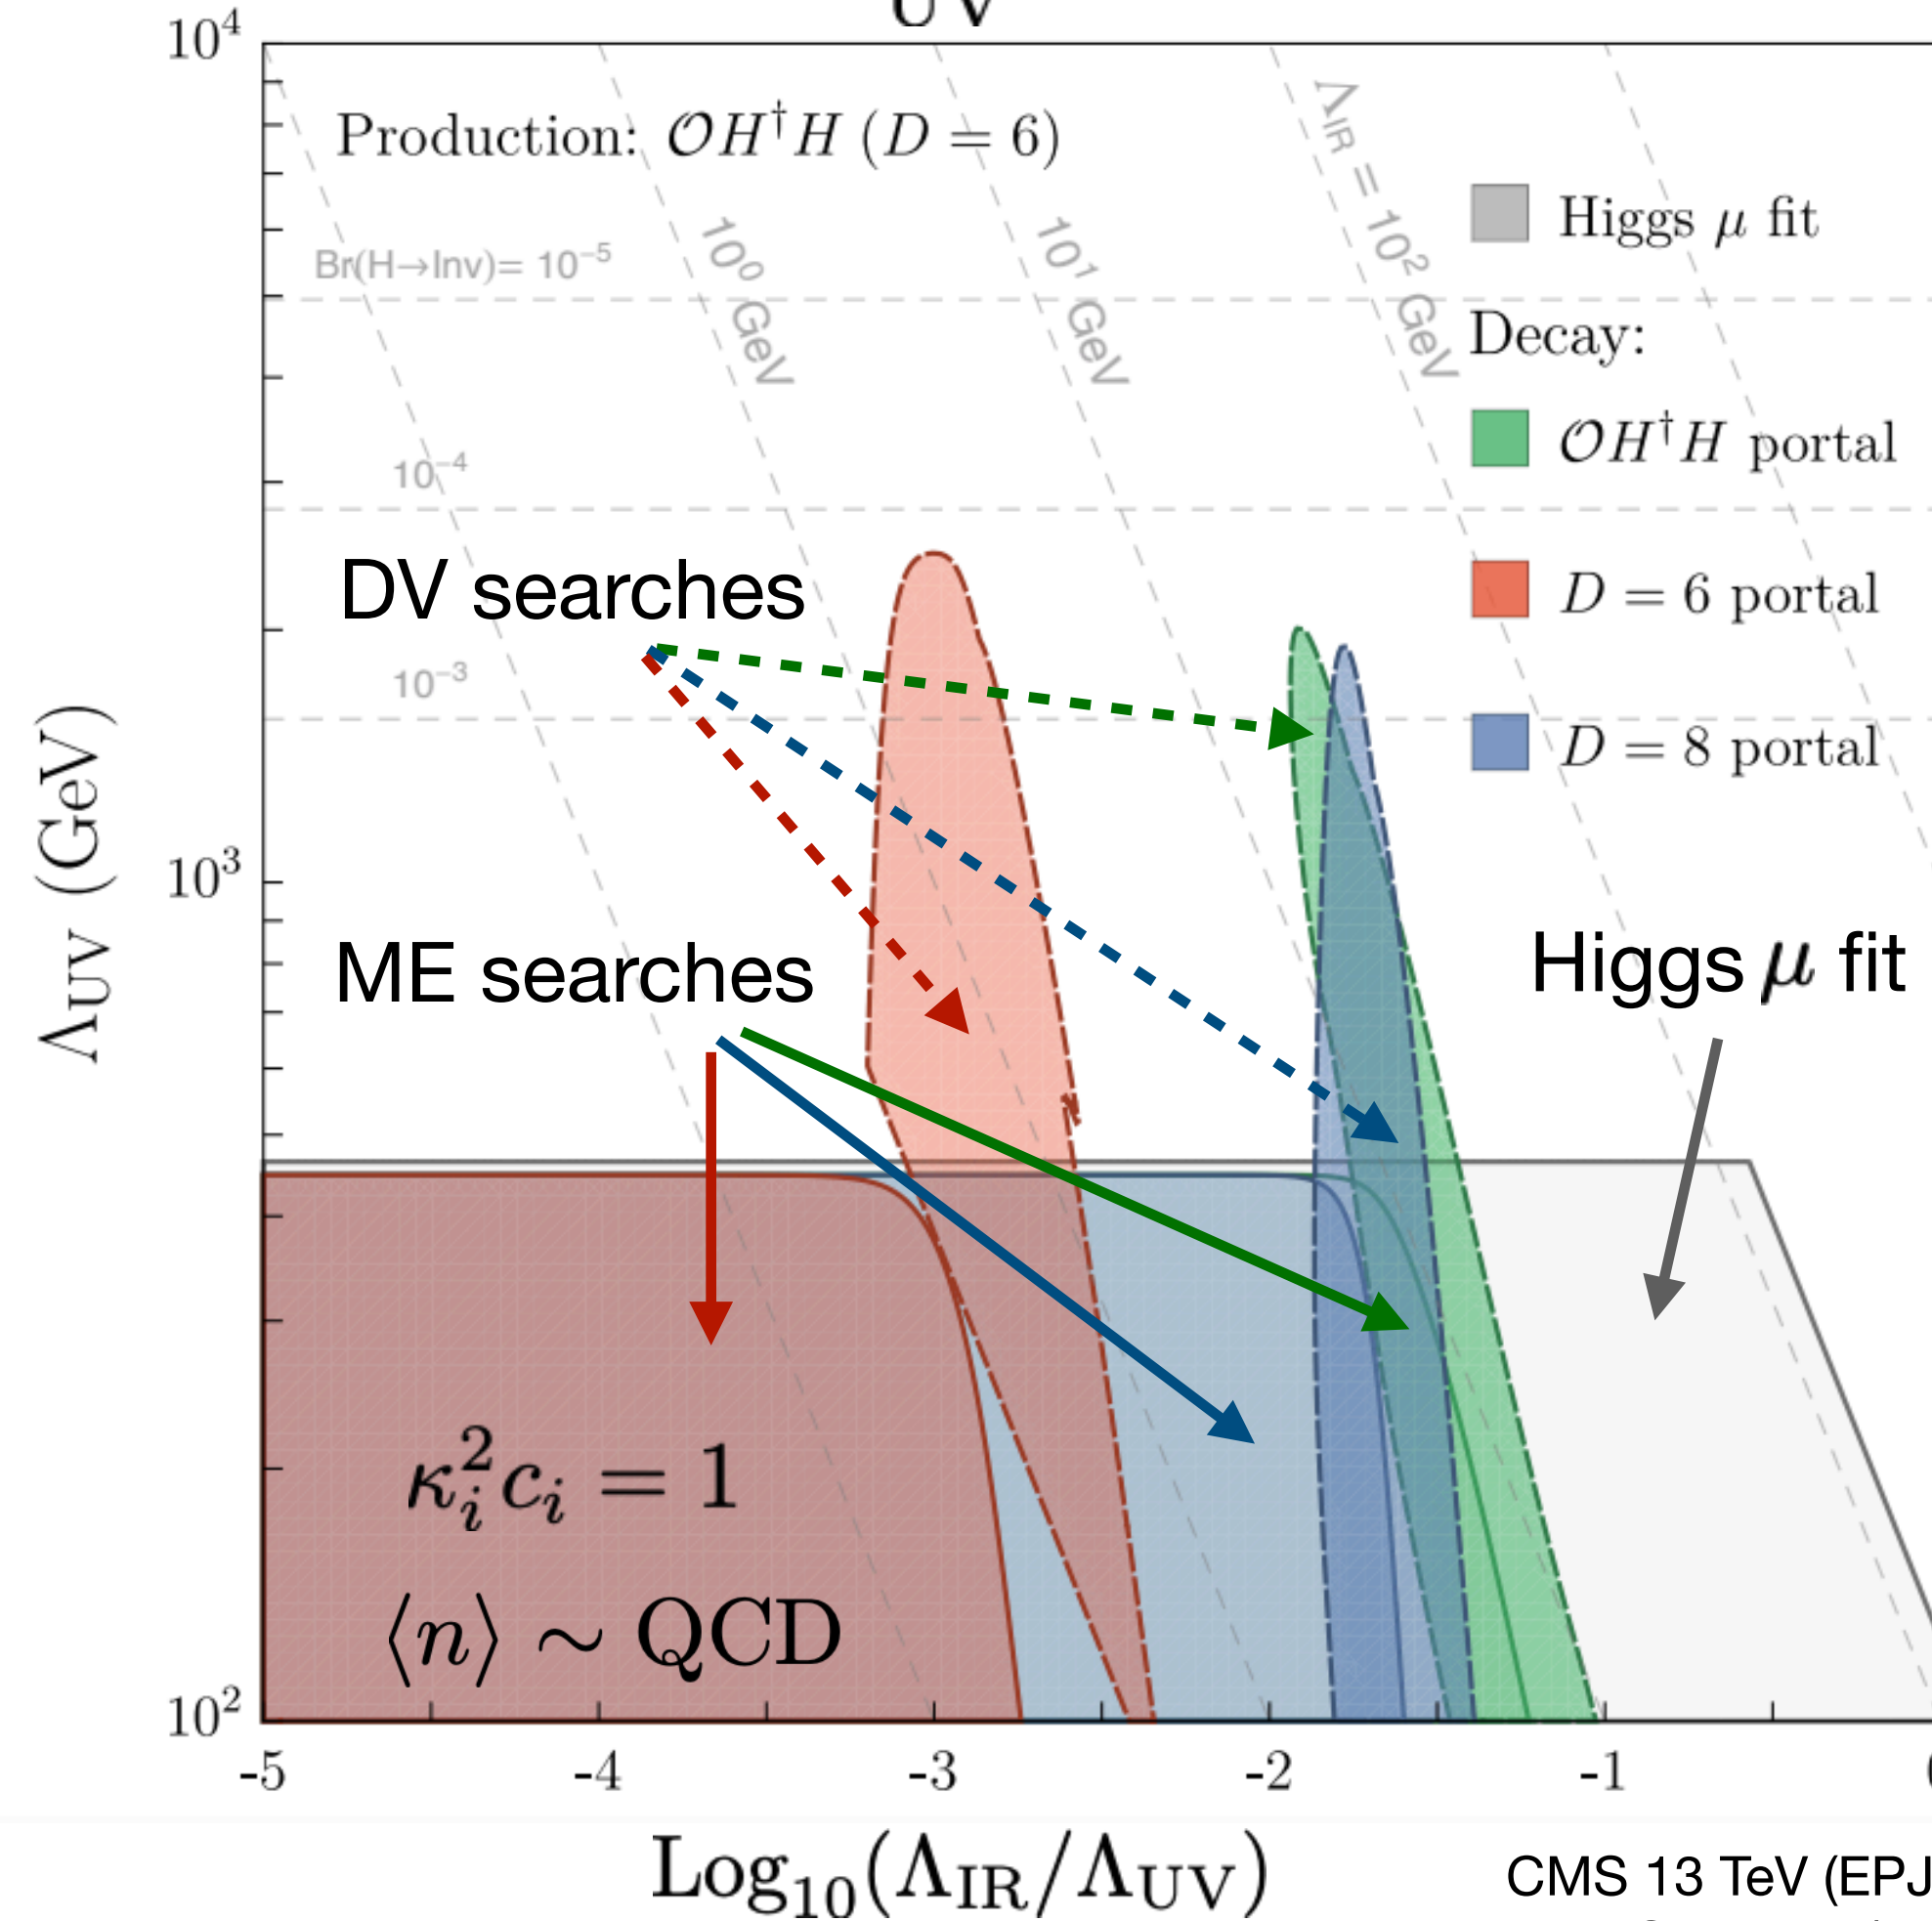 UV
10⁴
Production: 𝒪H†H (D = 6)
Λ_IR = 10² GeV
10⁰ GeV
10¹ GeV
Br(H→Inv)= 10⁻⁵
Higgs μ fit
Decay:
𝒪H†H portal
10⁻⁴
D = 6 portal
DV searches
10⁻³
D = 8 portal
Λ_UV (GeV)
10³
ME searches
Higgs μ fit
κ_i² c_i = 1
⟨n⟩ ∼ QCD
10²
-5 -4 -3 -2 -1
Log₁₀(Λ_IR/Λ_UV)
CMS 13 TeV (EPJ